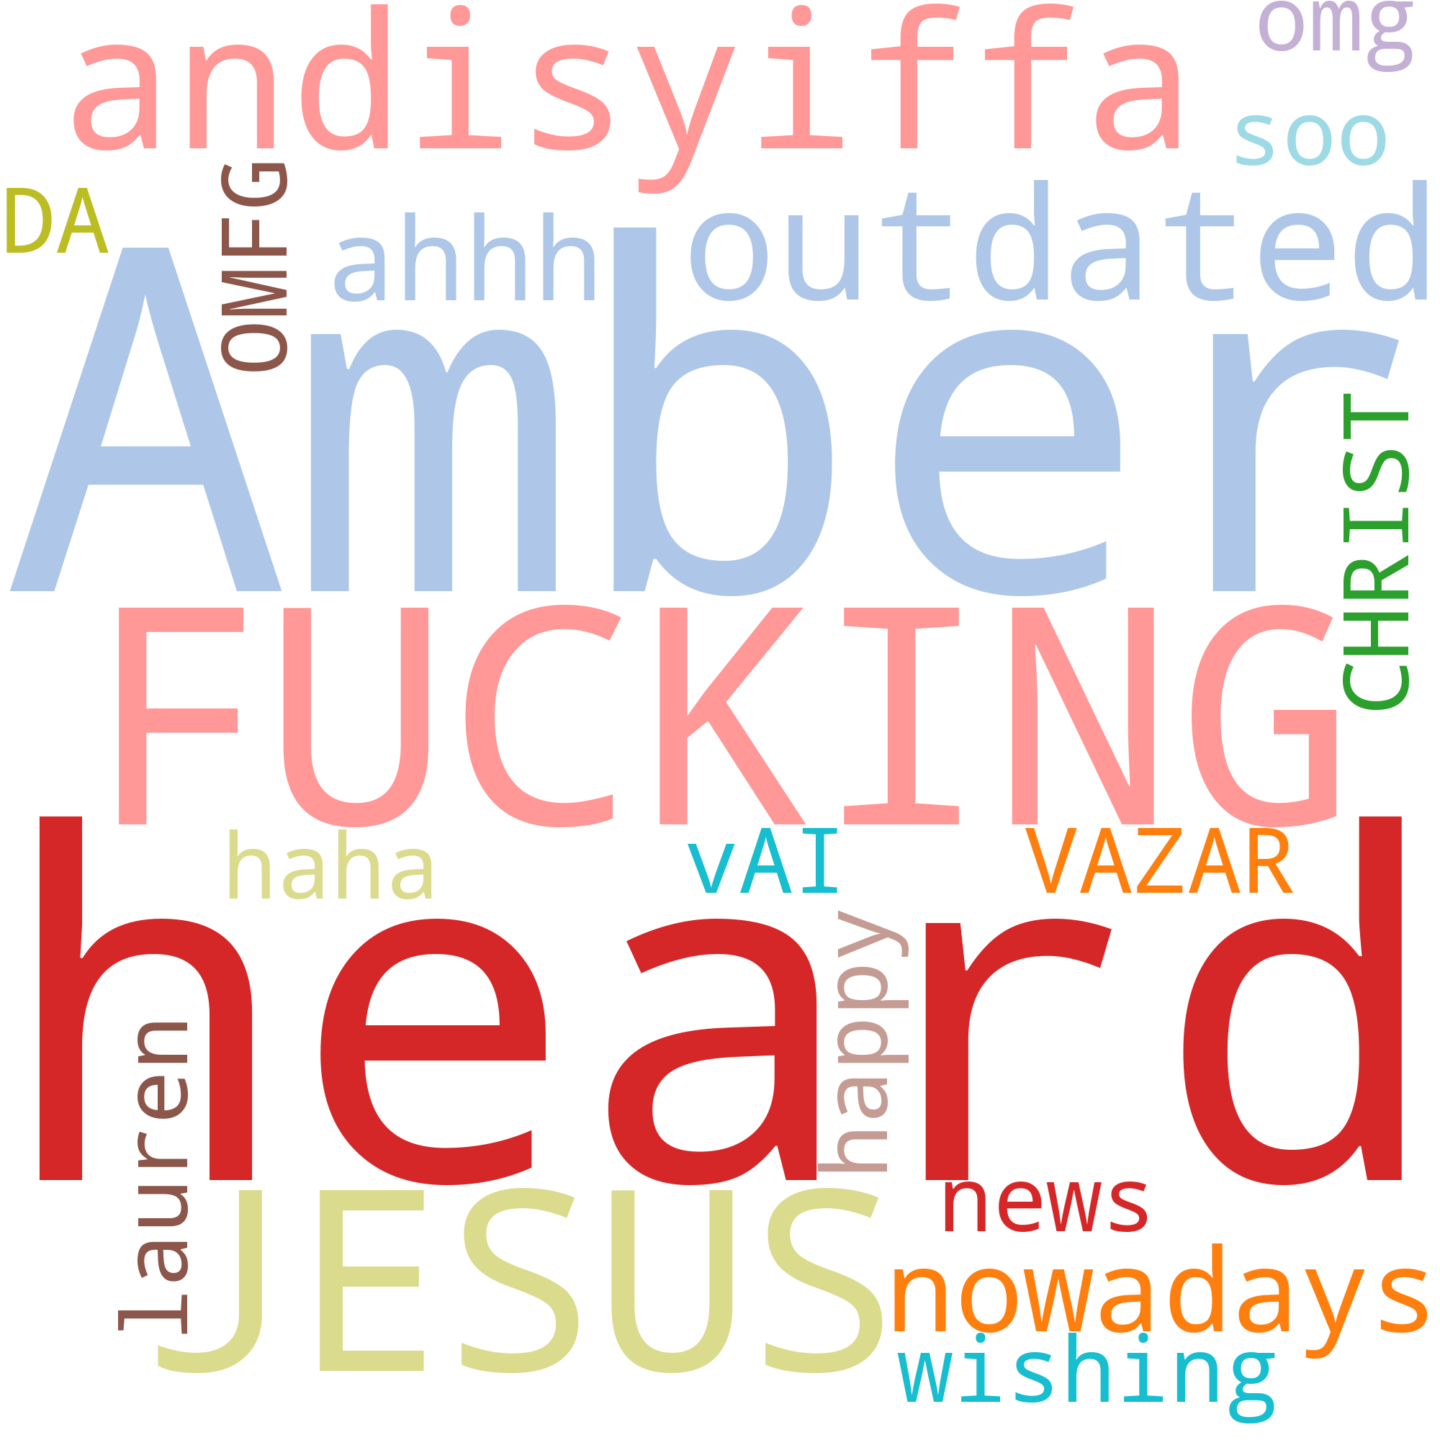 andisyiffa
omg
soo
DA
OMFG
ahhh
outdated
Amber
CHRIST
FUCKING
haha
vAI
VAZAR
heard
happy
lauren
JESUS
news
nowadays
wishing